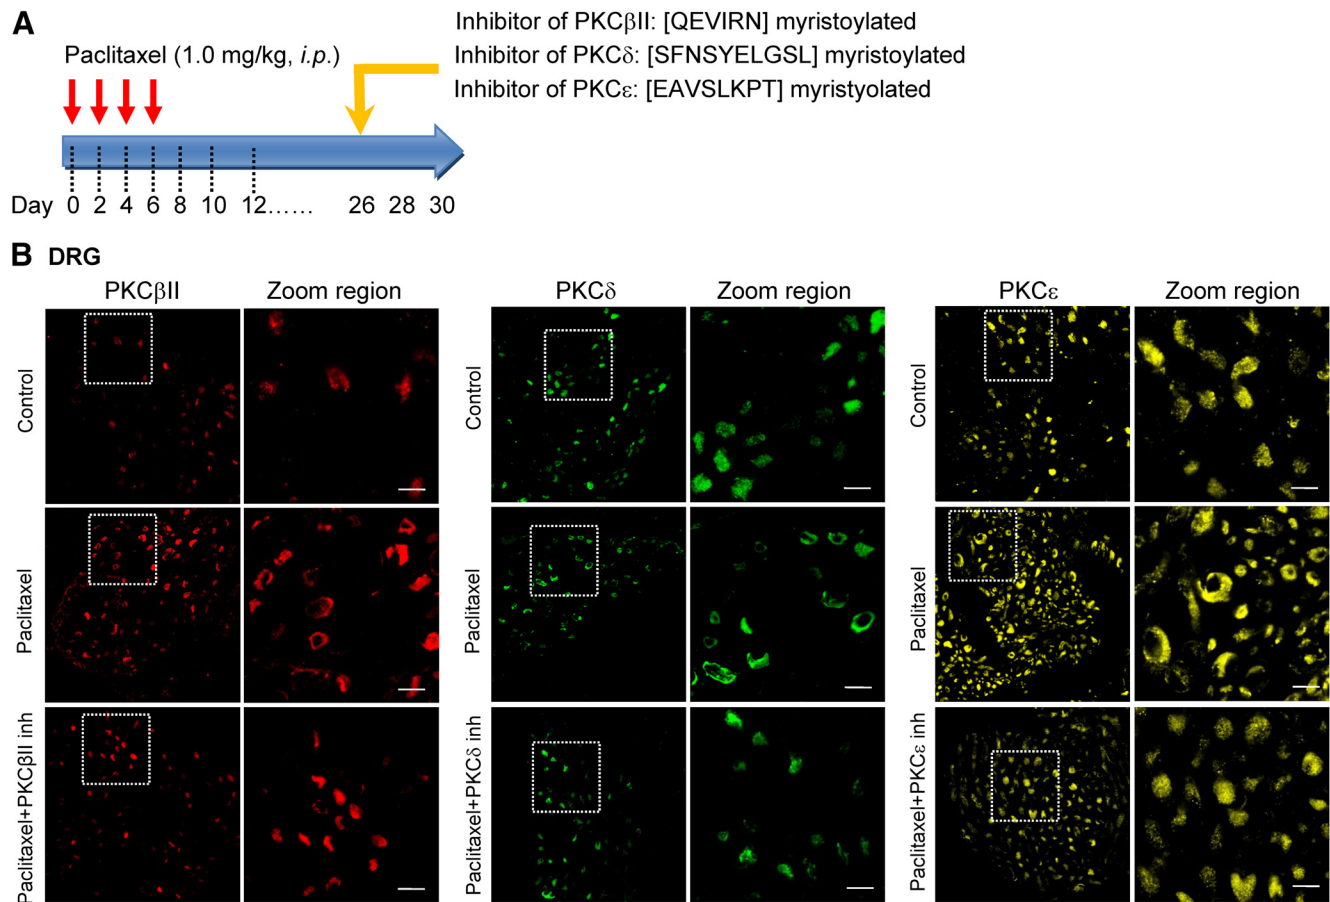 A
Paclitaxel (1.0 mg/kg, i.p.)
Inhibitor of PKCβII: [QEVIRN] myristoylated
Inhibitor of PKCδ: [SFNSYELGSL] myristoylated
Inhibitor of PKCε: [EAVSLKPT] myristyolated
Day 0 2 4 6 8 10 12...... 26 28 30
B DRG
PKCβII Zoom region PKCδ Zoom region PKCε Zoom region
Control Control Control
Paclitaxel Paclitaxel Paclitaxel
Paclitaxel+PKCβII inh Paclitaxel+PKCδ inh Paclitaxel+PKCε inh